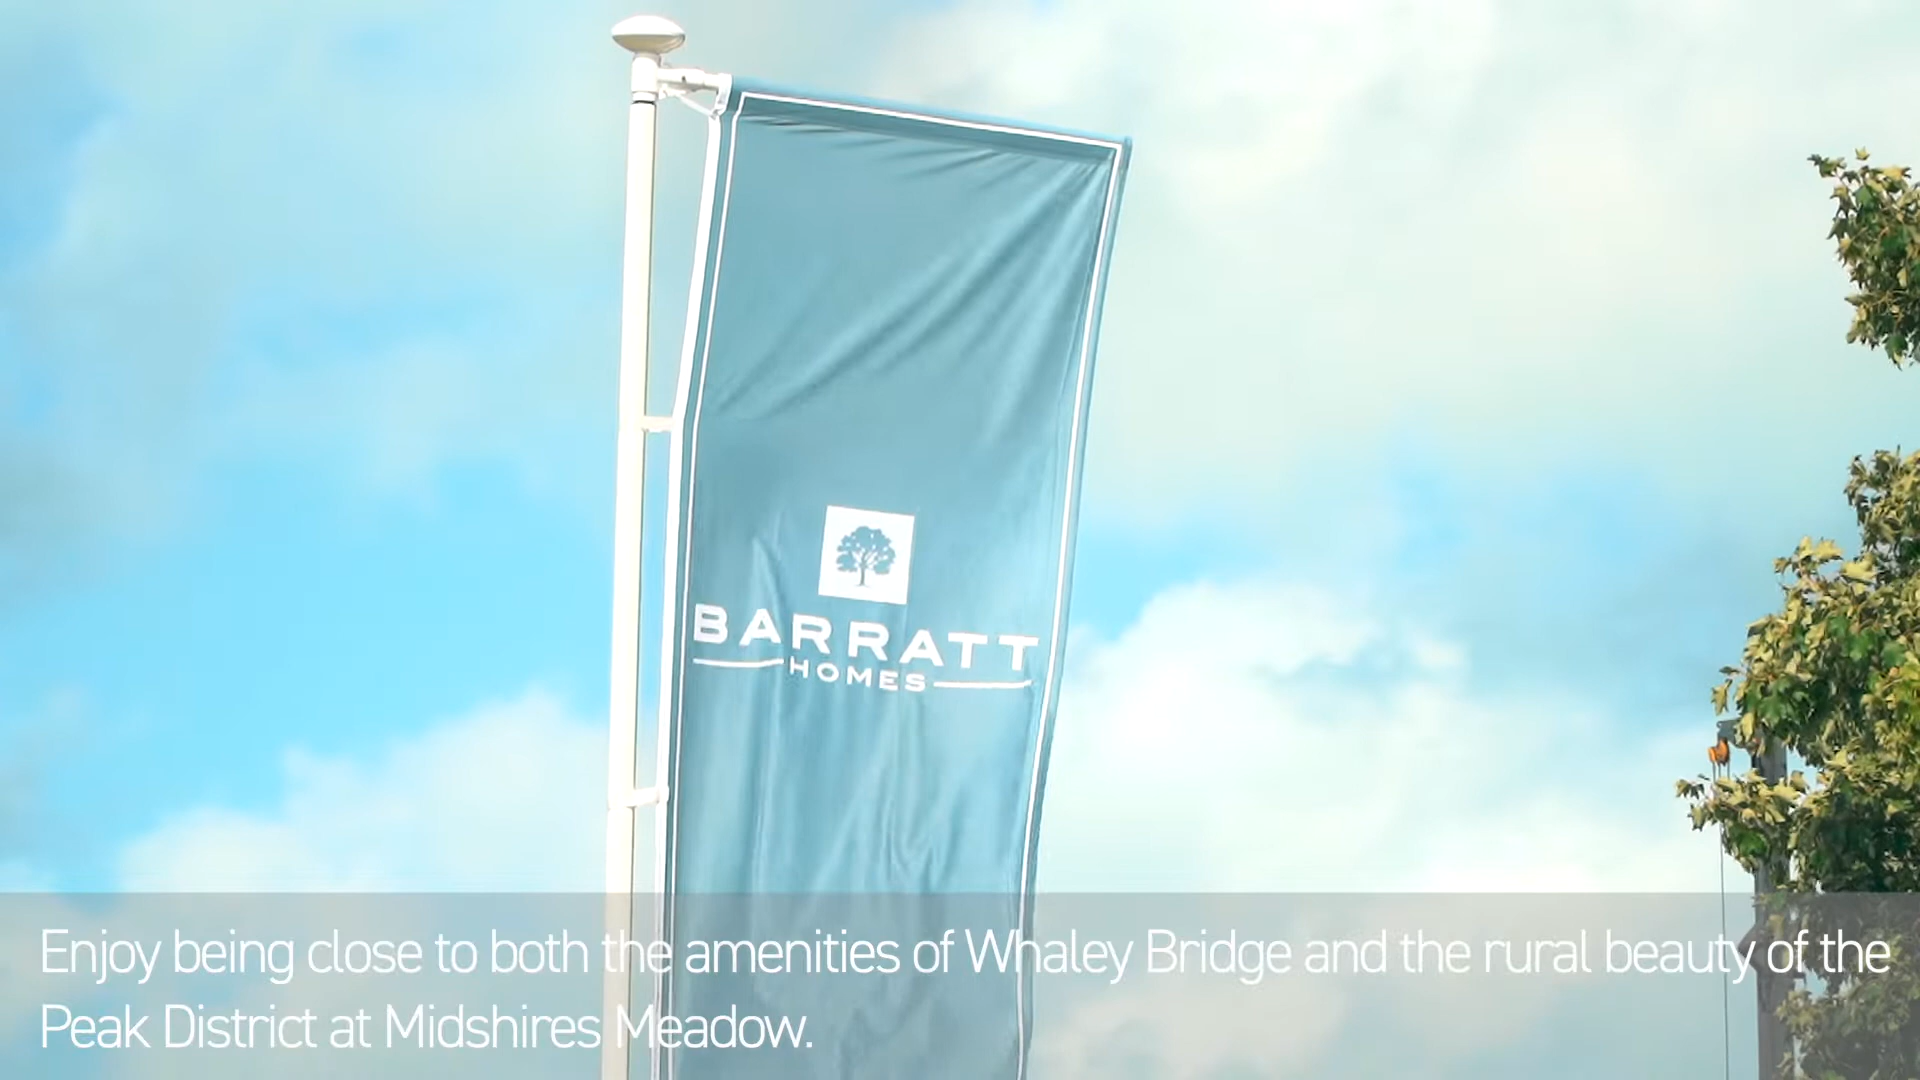 BARRATT
HOMES
Enjoy being close to both the amenities of Whaley Bridge and the rural beauty of the
Peak District at Midshires Meadow.